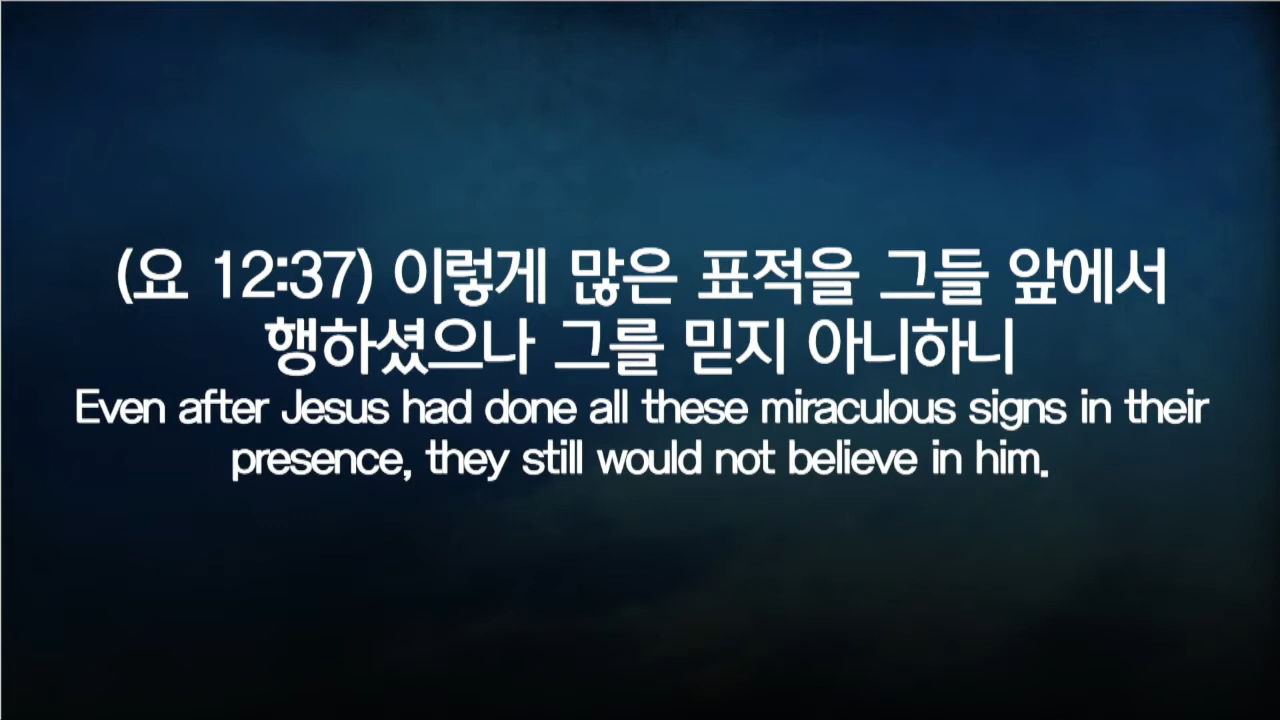 (요 12:37) 이렇게 많은 표적을 그들 앞에서
행하셨으나 그를 믿지 아니하니
Even after Jesus had done all these miraculous signs in their
presence, they still would not believe in him.